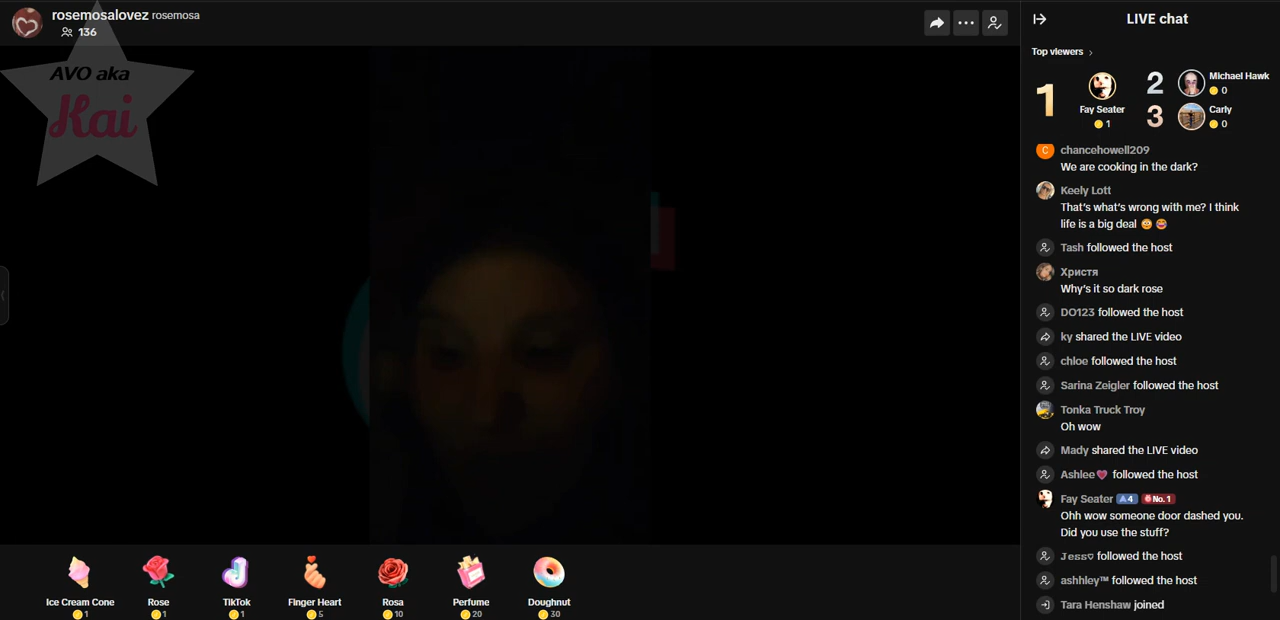 rosemosalovez rosemosa
136
AVO aka
Kai
LIVE chat
Top viewers
1
Fay Seater
1
2
Michael Hawk
0
3
Carly
0
C
chancehowell209
We are cooking in the dark?
Keely Lott
That's what's wrong with me? I think
life is a big deal 🥴 🤩
Tash followed the host
Христя
Why's it so dark rose
DO123 followed the host
ky shared the LIVE video
chloe followed the host
Sarina Zeigler followed the host
Tonka Truck Troy
Oh wow
Mady shared the LIVE video
Ashlee💗 followed the host
Fay Seater 4 No. 1
Ohh wow someone door dashed you.
Did you use the stuff?
Jess♡ followed the host
ashhley™ followed the host
Tara Henshaw joined
Ice Cream Cone
1
Rose
1
TikTok
1
Finger Heart
5
Rosa
10
Perfume
20
Doughnut
30